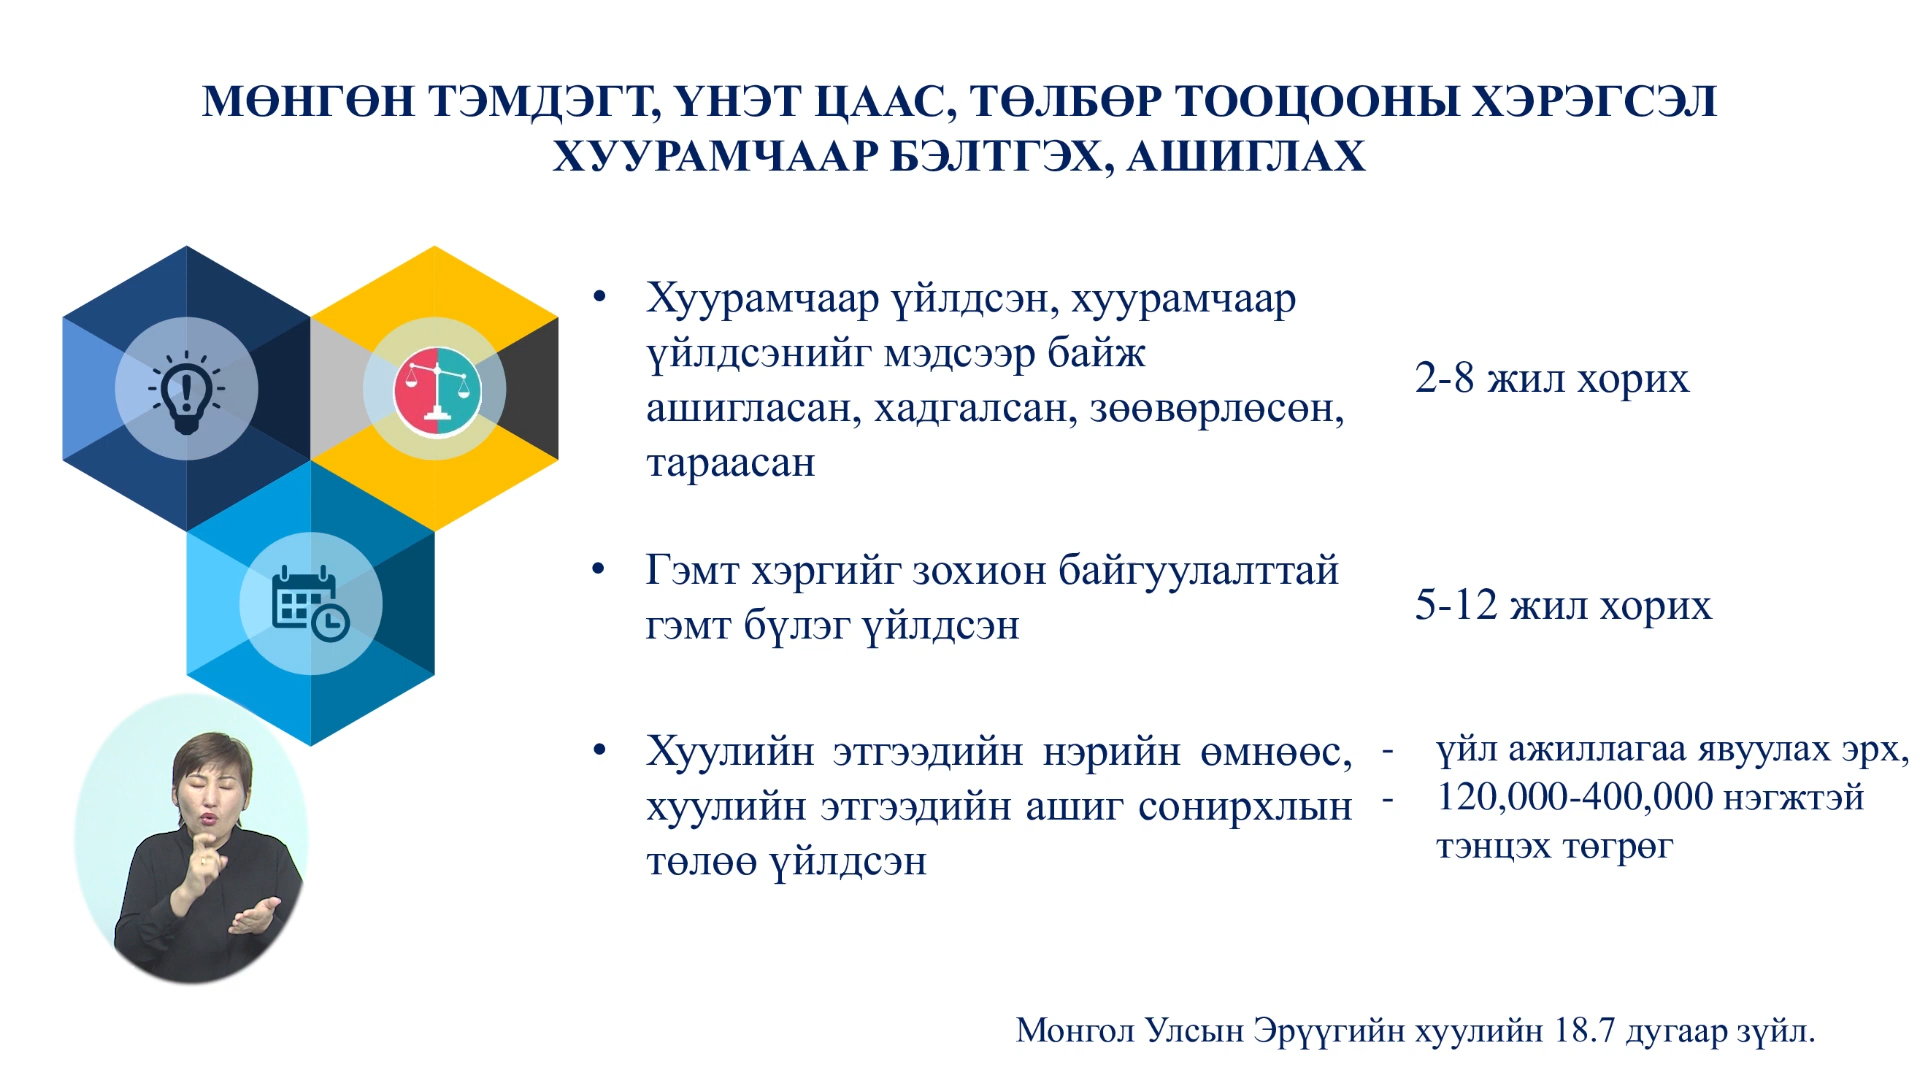 МӨНГӨН ТЭМДЭГТ, ҮНЭТ ЦААС, ТӨЛБӨР ТООЦООНЫ ХЭРЭГСЭЛ
ХУУРАМЧААР БЭЛТГЭХ, АШИГЛАХ
• Хуурамчаар үйлдсэн, хуурамчаар
үйлдсэнийг мэдсээр байж
ашигласан, хадгалсан, зөөвөрлөсөн,
тараасан
2-8 жил хорих
• Гэмт хэргийг зохион байгуулалттай
гэмт бүлэг үйлдсэн
5-12 жил хорих
• Хуулийн этгээдийн нэрийн өмнөөс,
хуулийн этгээдийн ашиг сонирхлын
төлөө үйлдсэн
- үйл ажиллагаа явуулах эрх,
- 120,000-400,000 нэгжтэй
тэнцэх төгрөг
Монгол Улсын Эрүүгийн хуулийн 18.7 дугаар зүйл.